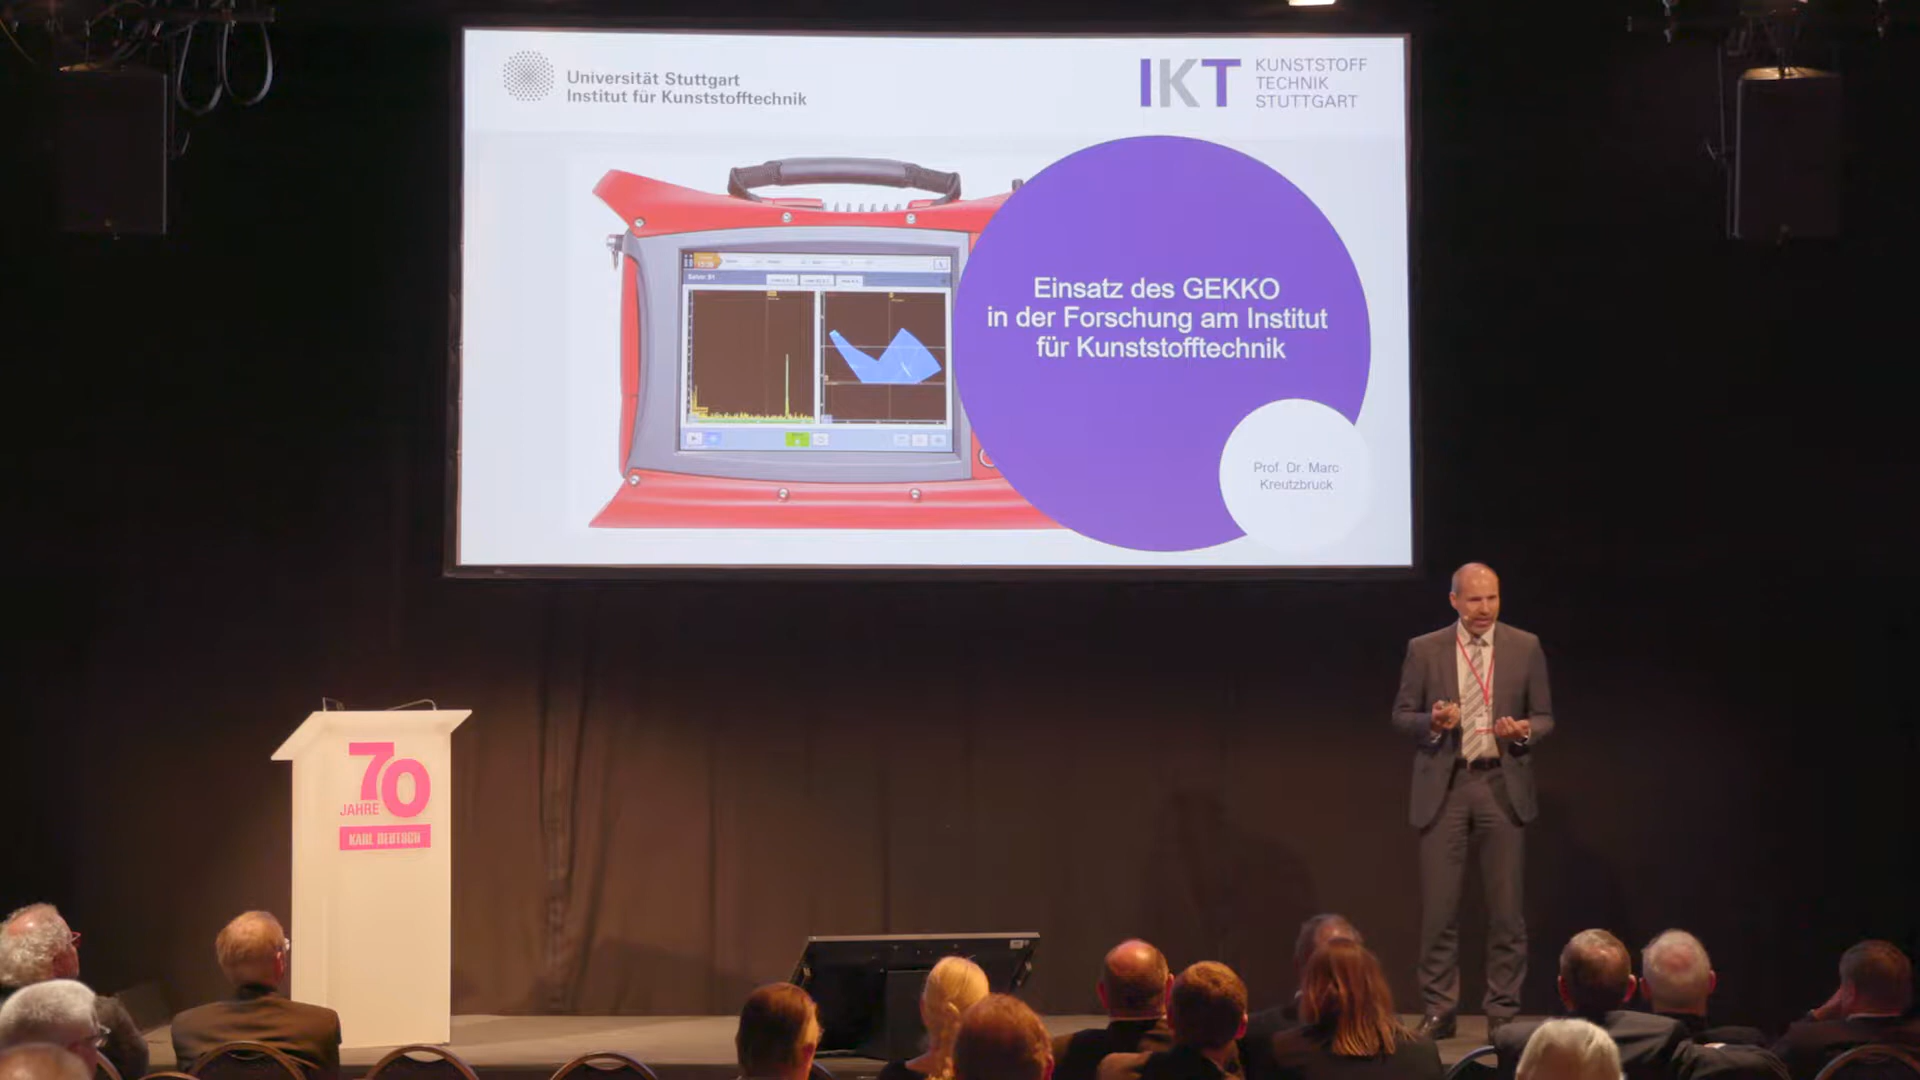 Universität Stuttgart
Institut für Kunststofftechnik
IKT
KUNSTSTOFF
TECHNIK
STUTTGART
Einsatz des GEKKO
in der Forschung am Institut
für Kunststofftechnik
Prof. Dr. Marc
Kreutzbruck
70
JAHRE
KARL DEUTSCH